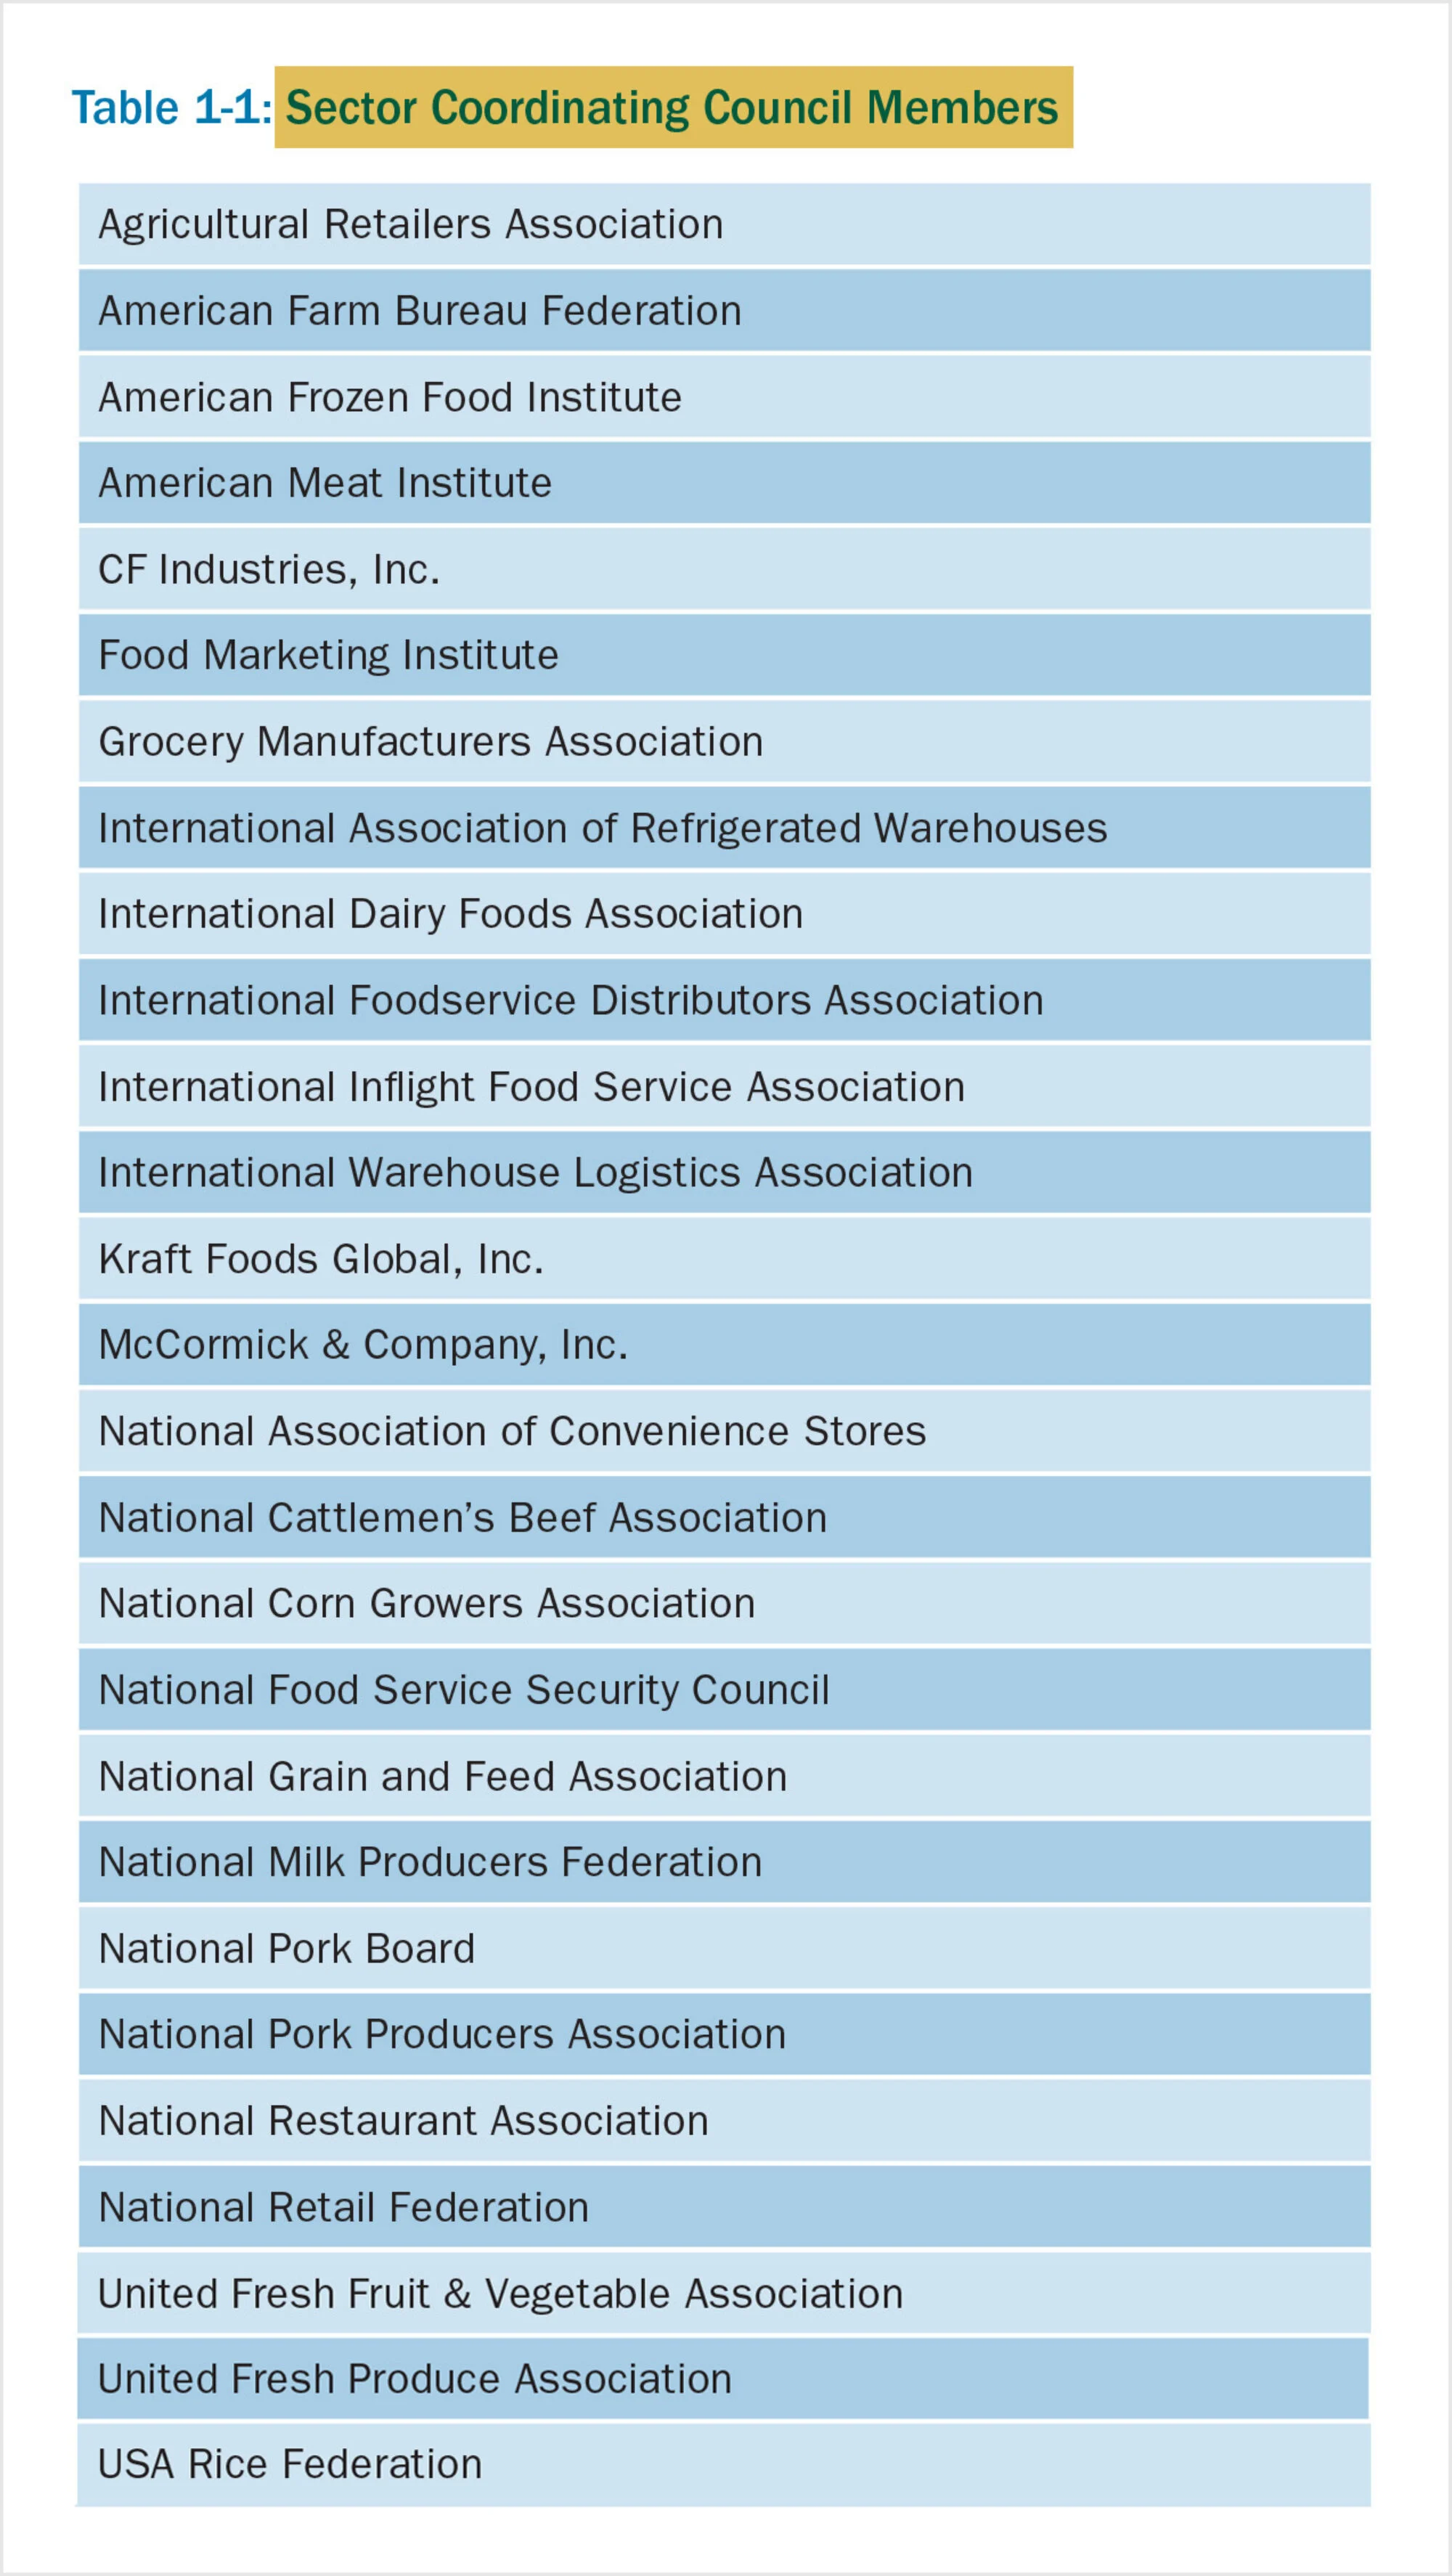 Table 1-1: Sector Coordinating Council Members
Agricultural Retailers Association
American Farm Bureau Federation
American Frozen Food Institute
American Meat Institute
CF Industries, Inc.
Food Marketing Institute
Grocery Manufacturers Association
International Association of Refrigerated Warehouses
International Dairy Foods Association
International Foodservice Distributors Association
International Inflight Food Service Association
International Warehouse Logistics Association
Kraft Foods Global, Inc.
McCormick & Company, Inc.
National Association of Convenience Stores
National Cattlemen’s Beef Association
National Corn Growers Association
National Food Service Security Council
National Grain and Feed Association
National Milk Producers Federation
National Pork Board
National Pork Producers Association
National Restaurant Association
National Retail Federation
United Fresh Fruit & Vegetable Association
United Fresh Produce Association
USA Rice Federation